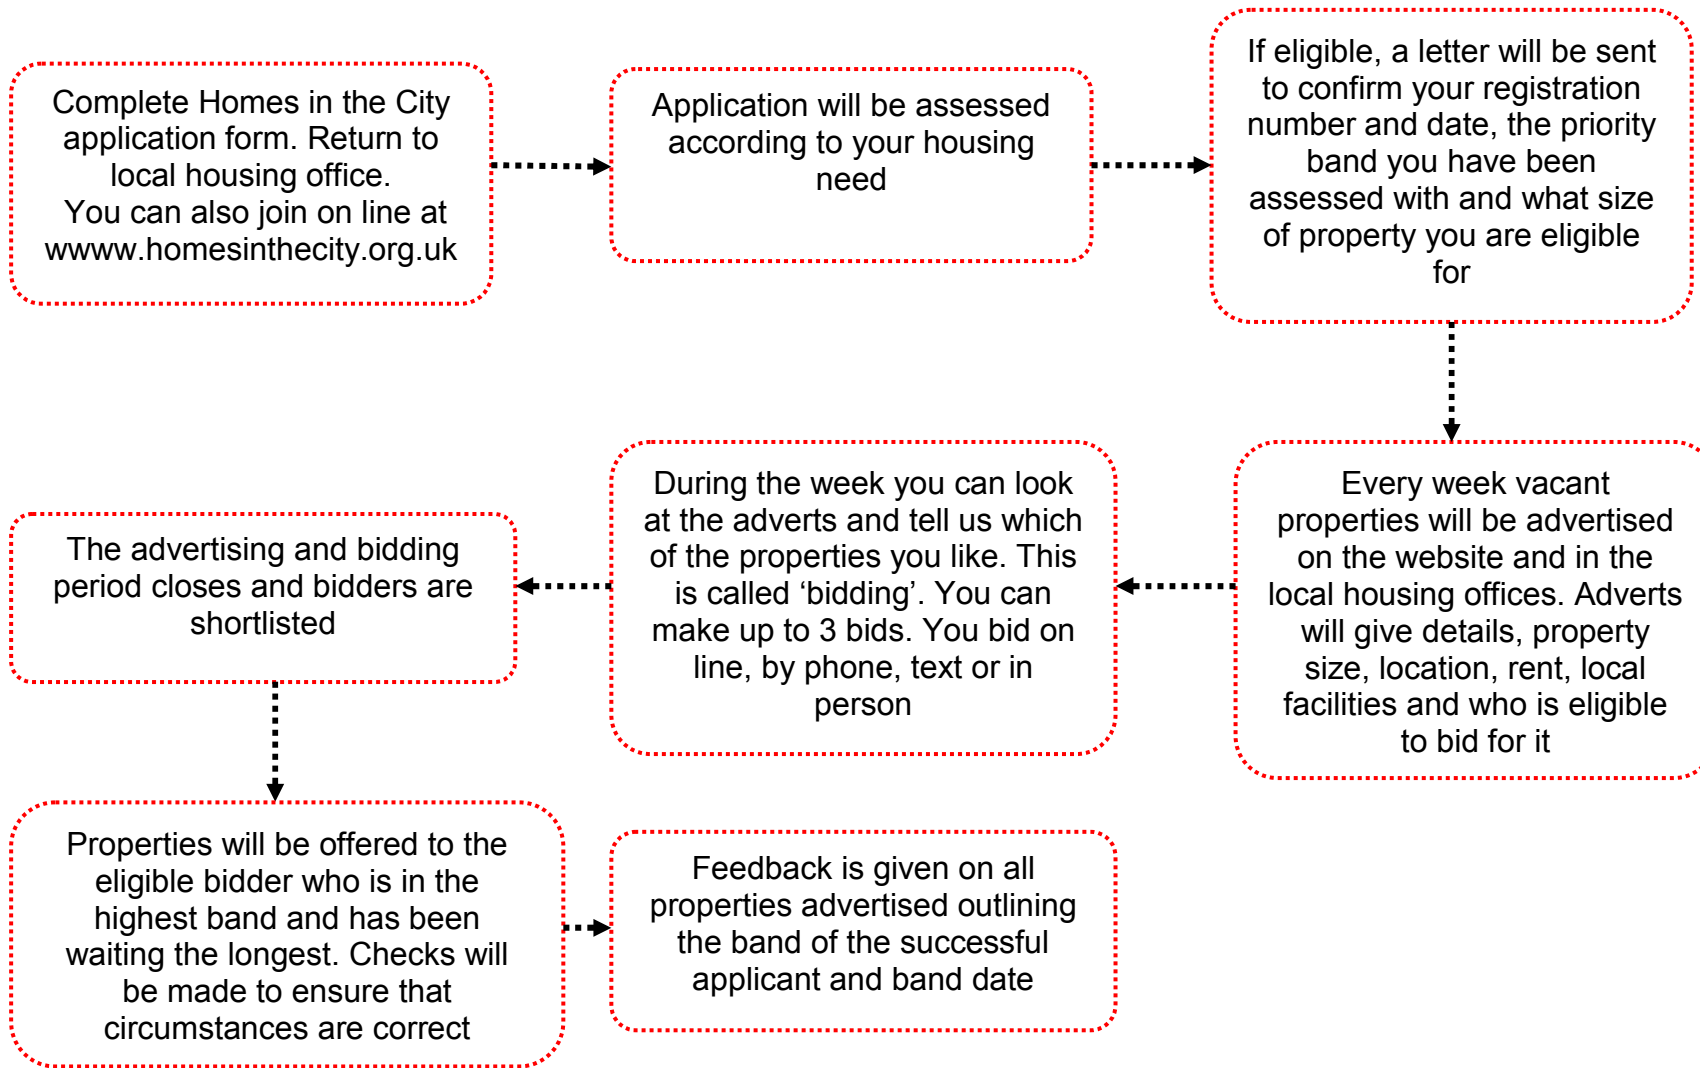 Complete Homes in the City
application form. Return to
local housing office.
You can also join on line at
wwww.homesinthecity.org.uk
Application will be assessed
according to your housing
need
If eligible, a letter will be sent
to confirm your registration
number and date, the priority
band you have been
assessed with and what size
of property you are eligible
for
Every week vacant
properties will be advertised
on the website and in the
local housing offices. Adverts
will give details, property
size, location, rent, local
facilities and who is eligible
to bid for it
During the week you can look
at the adverts and tell us which
of the properties you like. This
is called ‘bidding’. You can
make up to 3 bids. You bid on
line, by phone, text or in
person
The advertising and bidding
period closes and bidders are
shortlisted
Properties will be offered to the
eligible bidder who is in the
highest band and has been
waiting the longest. Checks will
be made to ensure that
circumstances are correct
Feedback is given on all
properties advertised outlining
the band of the successful
applicant and band date